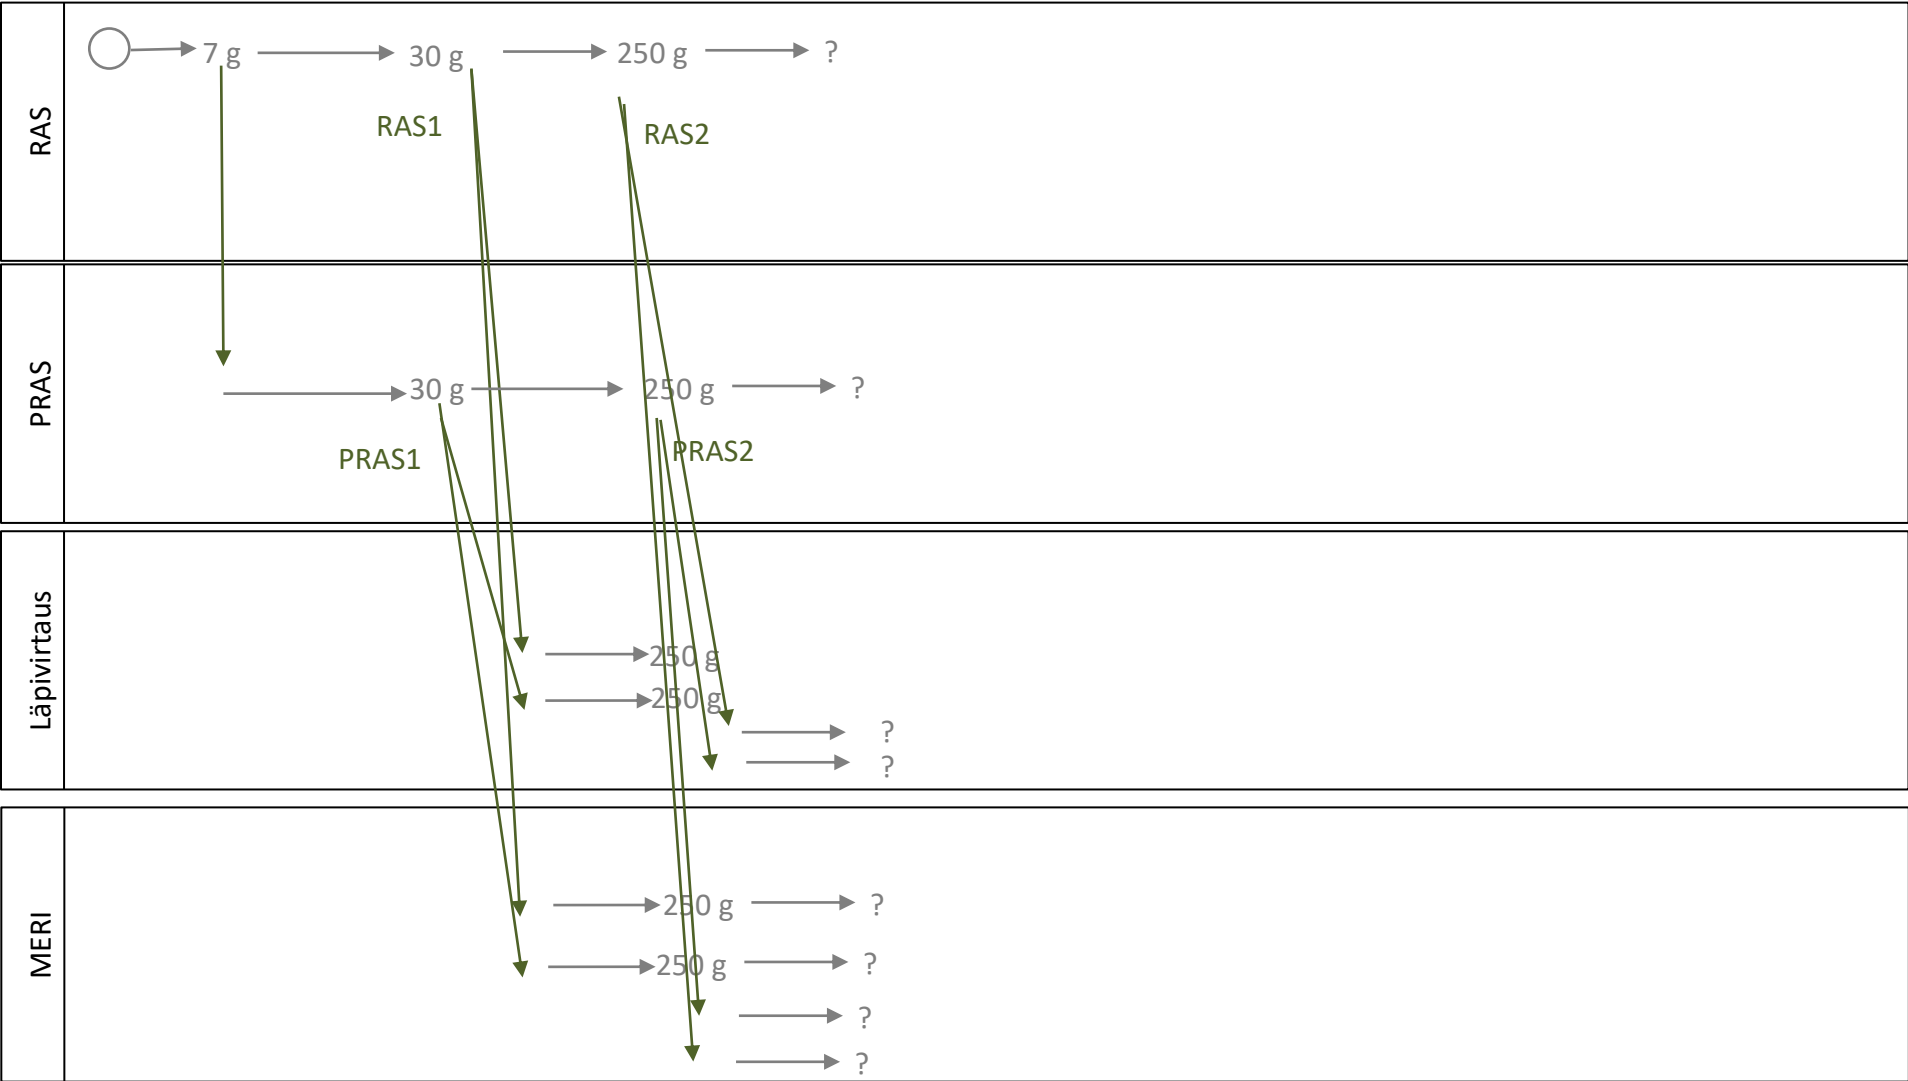 RAS
7 g
30 g
250 g
?
RAS1
RAS2
PRAS
30 g
250 g
?
PRAS1
PRAS2
Läpivirtaus
250 g
250 g
?
?
MERI
250 g
?
250 g
?
?
?